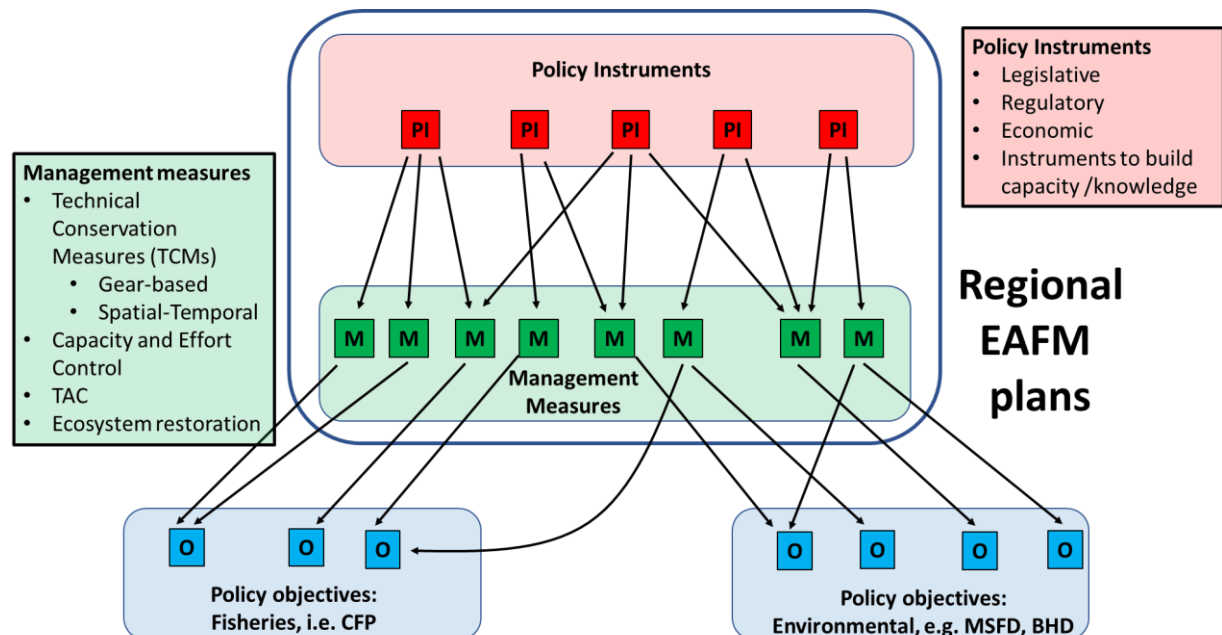 Policy Instruments
PI PI PI PI PI
Policy Instruments
• Legislative
• Regulatory
• Economic
• Instruments to build
capacity /knowledge
Management measures
• Technical
Conservation
Measures (TCMs)
• Gear-based
• Spatial-Temporal
• Capacity and Effort
Control
• TAC
• Ecosystem restoration
M M M M M M M M
Management
Measures
Regional
EAFM
plans
O O O
Policy objectives:
Fisheries, i.e. CFP
O O O O
Policy objectives:
Environmental, e.g. MSFD, BHD